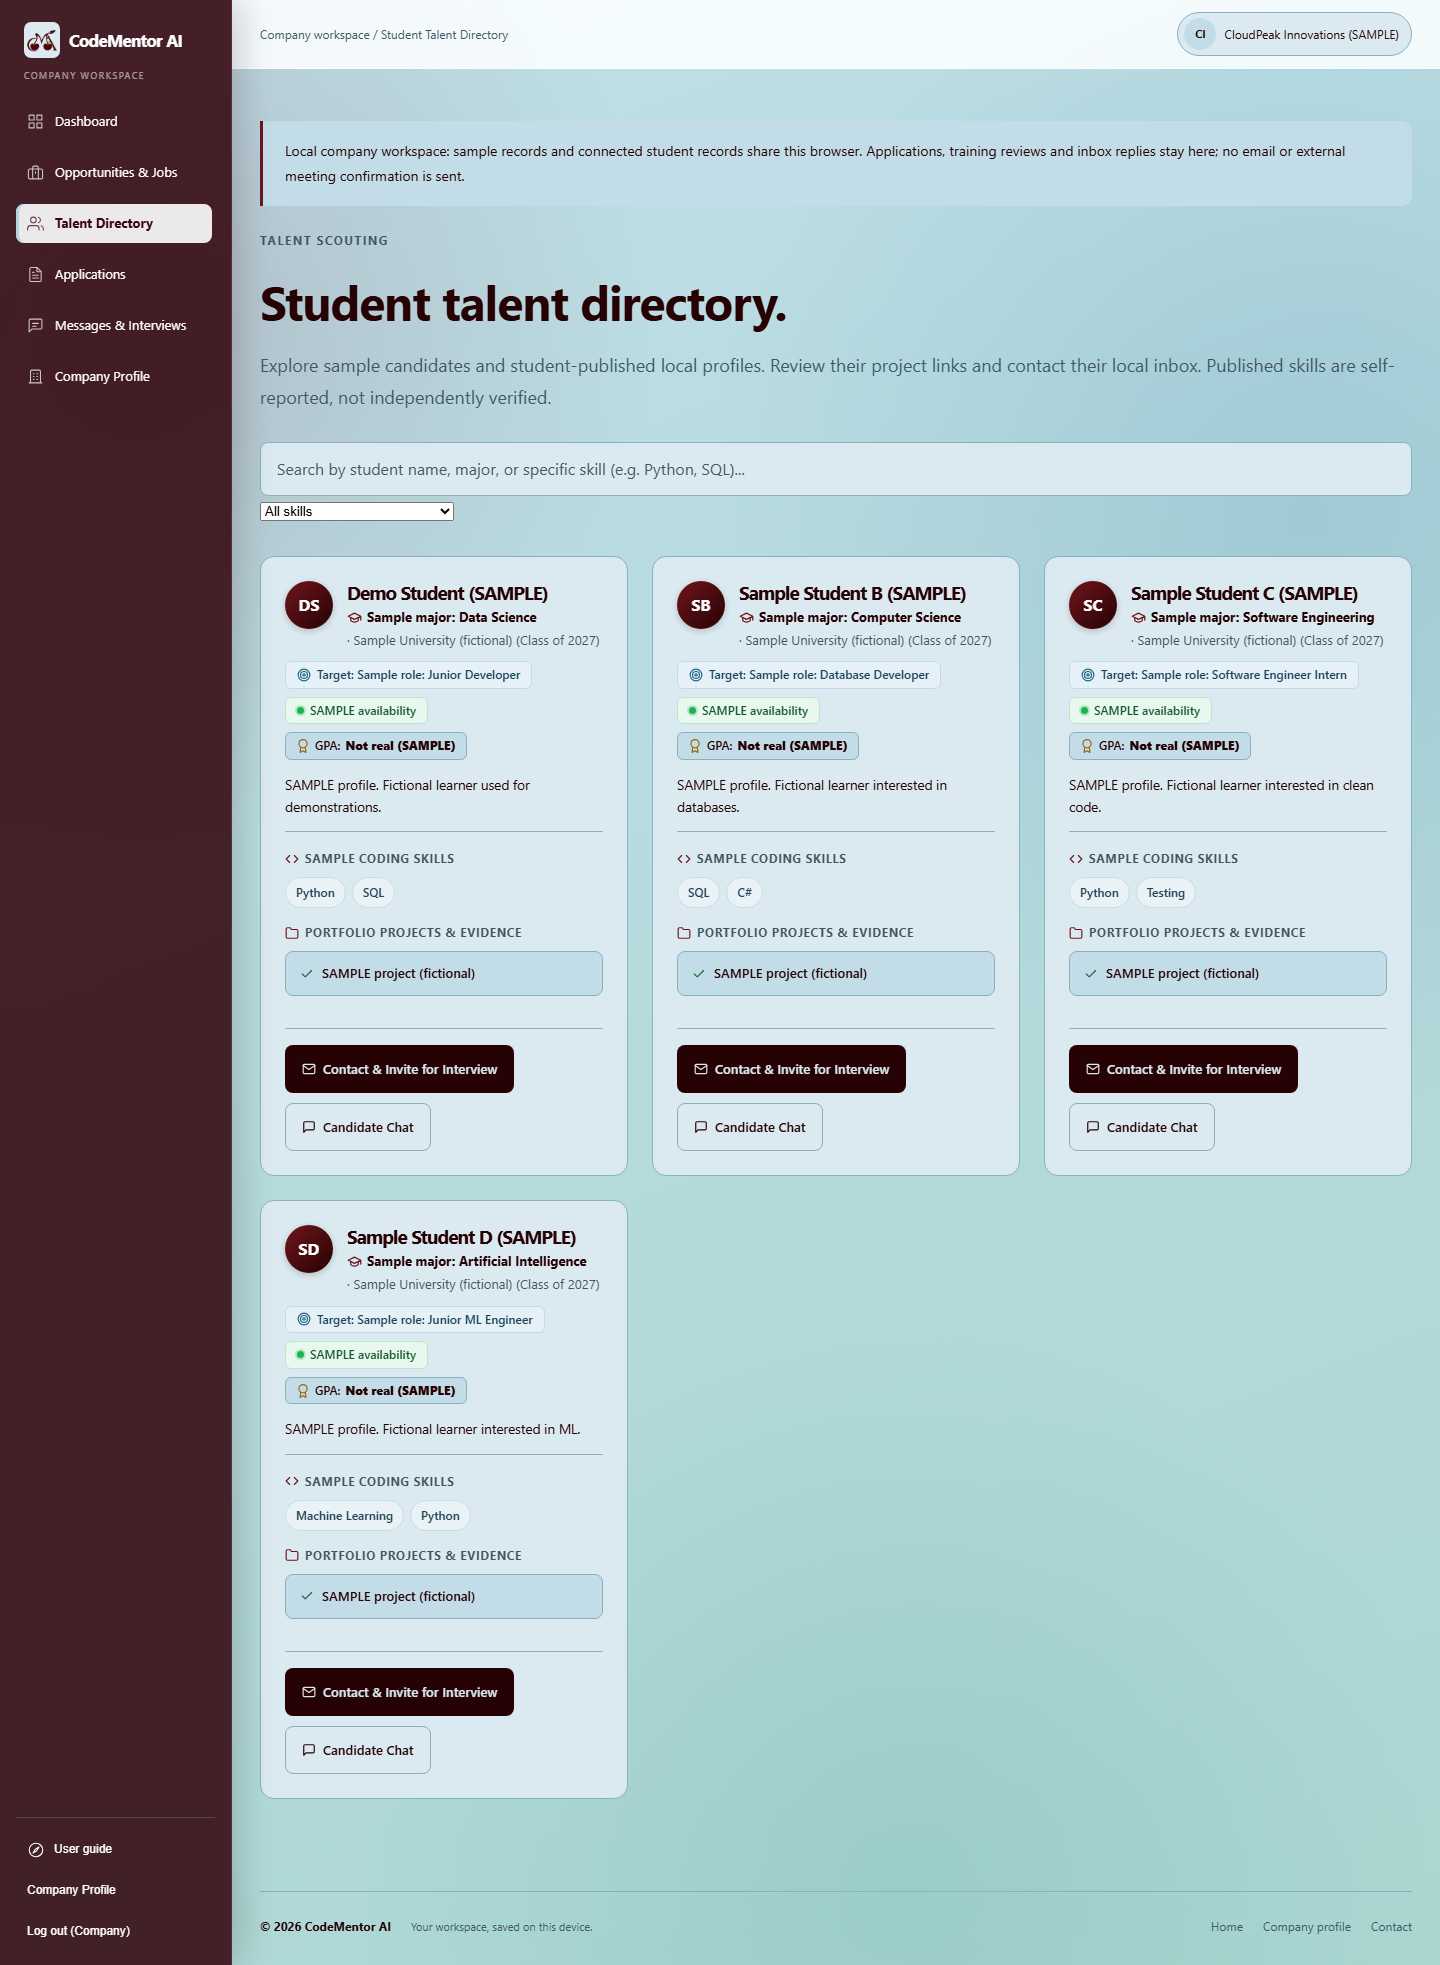 CodeMentor AI
COMPANY WORKSPACE
Dashboard
Opportunities & Jobs
Talent Directory
Applications
Messages & Interviews
Company Profile
User guide
Company Profile
Log out (Company)
Company workspace / Student Talent Directory
CI CloudPeak Innovations (SAMPLE)
Local company workspace: sample records and connected student records share this browser. Applications, training reviews and inbox replies stay here; no email or external
meeting confirmation is sent.
TALENT SCOUTING
Student talent directory.
Explore sample candidates and student-published local profiles. Review their project links and contact their local inbox. Published skills are self-
reported, not independently verified.
Search by student name, major, or specific skill (e.g. Python, SQL)...
All skills
DS
Demo Student (SAMPLE)
Sample major: Data Science
· Sample University (fictional) (Class of 2027)
Target: Sample role: Junior Developer
SAMPLE availability
GPA: Not real (SAMPLE)
SAMPLE profile. Fictional learner used for
demonstrations.
SAMPLE CODING SKILLS
Python SQL
PORTFOLIO PROJECTS & EVIDENCE
SAMPLE project (fictional)
Contact & Invite for Interview
Candidate Chat
SB
Sample Student B (SAMPLE)
Sample major: Computer Science
· Sample University (fictional) (Class of 2027)
Target: Sample role: Database Developer
SAMPLE availability
GPA: Not real (SAMPLE)
SAMPLE profile. Fictional learner interested in
databases.
SAMPLE CODING SKILLS
SQL C#
PORTFOLIO PROJECTS & EVIDENCE
SAMPLE project (fictional)
Contact & Invite for Interview
Candidate Chat
SC
Sample Student C (SAMPLE)
Sample major: Software Engineering
· Sample University (fictional) (Class of 2027)
Target: Sample role: Software Engineer Intern
SAMPLE availability
GPA: Not real (SAMPLE)
SAMPLE profile. Fictional learner interested in clean
code.
SAMPLE CODING SKILLS
Python Testing
PORTFOLIO PROJECTS & EVIDENCE
SAMPLE project (fictional)
Contact & Invite for Interview
Candidate Chat
SD
Sample Student D (SAMPLE)
Sample major: Artificial Intelligence
· Sample University (fictional) (Class of 2027)
Target: Sample role: Junior ML Engineer
SAMPLE availability
GPA: Not real (SAMPLE)
SAMPLE profile. Fictional learner interested in ML.
SAMPLE CODING SKILLS
Machine Learning Python
PORTFOLIO PROJECTS & EVIDENCE
SAMPLE project (fictional)
Contact & Invite for Interview
Candidate Chat
© 2026 CodeMentor AI Your workspace, saved on this device.
Home Company profile Contact